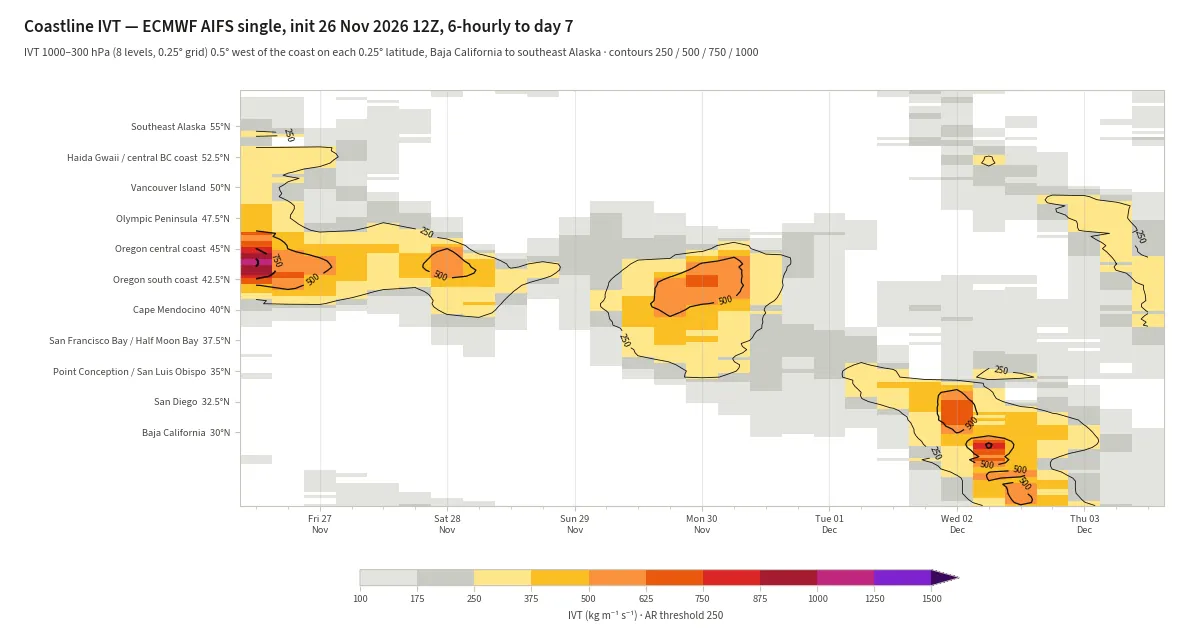 Coastline IVT — ECMWF AIFS single, init 26 Nov 2026 12Z, 6-hourly to day 7
IVT 1000–300 hPa (8 levels, 0.25° grid) 0.5° west of the coast on each 0.25° latitude, Baja California to southeast Alaska · contours 250 / 500 / 750 / 1000
Southeast Alaska 55°N
250
Haida Gwaii / central BC coast 52.5°N
Vancouver Island 50°N
Olympic Peninsula 47.5°N
250
250
Oregon central coast 45°N
750
500
500
Oregon south coast 42.5°N
500
Cape Mendocino 40°N
250
San Francisco Bay / Half Moon Bay 37.5°N
Point Conception / San Luis Obispo 35°N
250
San Diego 32.5°N
500
Baja California 30°N
250
500
500
500
Fri 27 Sat 28 Sun 29 Mon 30 Tue 01 Wed 02 Thu 03
Nov Nov Nov Nov Dec Dec Dec
100 175 250 375 500 625 750 875 1000 1250 1500
IVT (kg m⁻¹ s⁻¹) · AR threshold 250